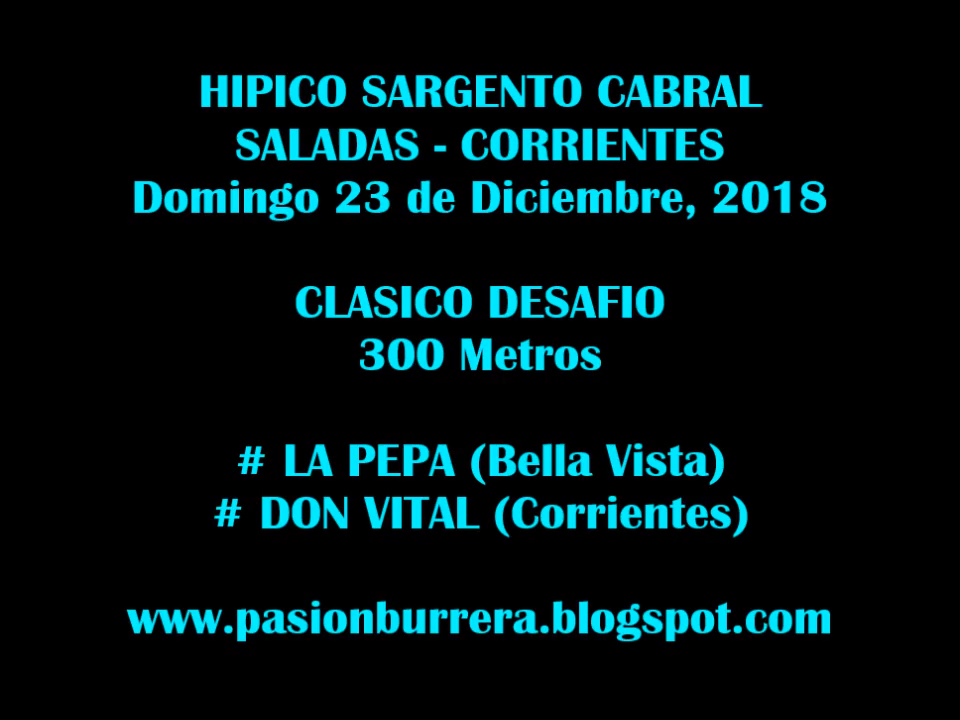 HIPICO SARGENTO CABRAL
SALADAS - CORRIENTES
Domingo 23 de Diciembre, 2018
CLASICO DESAFIO
300 Metros
# LA PEPA (Bella Vista)
# DON VITAL (Corrientes)
www.pasionburrera.blogspot.com